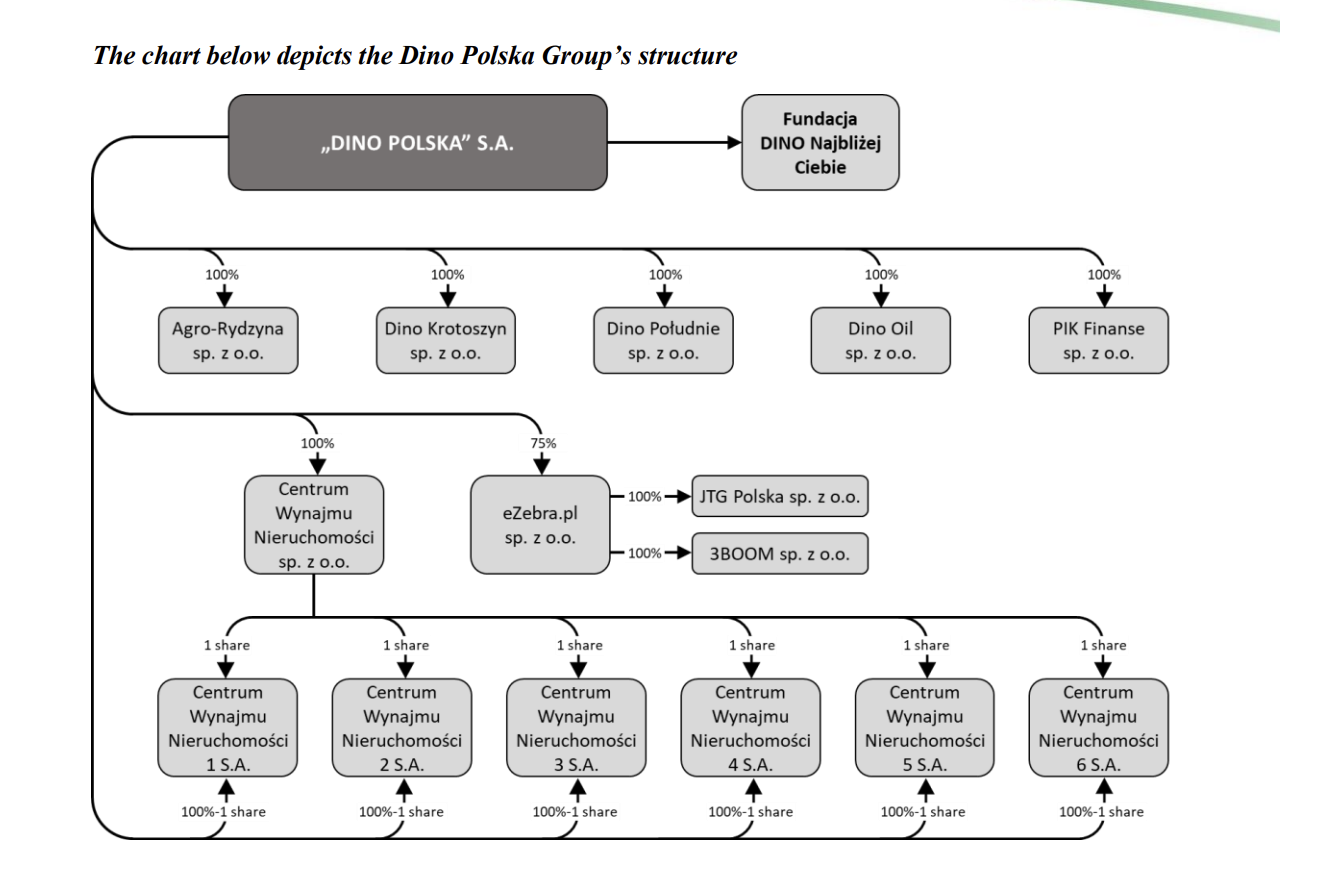 The chart below depicts the Dino Polska Group’s structure
„DINO POLSKA” S.A.
Fundacja
DINO Najbliżej
Ciebie
100%
100%
100%
100%
100%
Agro-Rydzyna
sp. z o.o.
Dino Krotoszyn
sp. z o.o.
Dino Południe
sp. z o.o.
Dino Oil
sp. z o.o.
PIK Finanse
sp. z o.o.
100%
75%
Centrum
Wynajmu
Nieruchomości
sp. z o.o.
eZebra.pl
sp. z o.o.
100%
JTG Polska sp. z o.o.
100%
3BOOM sp. z o.o.
1 share
1 share
1 share
1 share
1 share
1 share
Centrum
Wynajmu
Nieruchomości
1 S.A.
Centrum
Wynajmu
Nieruchomości
2 S.A.
Centrum
Wynajmu
Nieruchomości
3 S.A.
Centrum
Wynajmu
Nieruchomości
4 S.A.
Centrum
Wynajmu
Nieruchomości
5 S.A.
Centrum
Wynajmu
Nieruchomości
6 S.A.
100%-1 share
100%-1 share
100%-1 share
100%-1 share
100%-1 share
100%-1 share